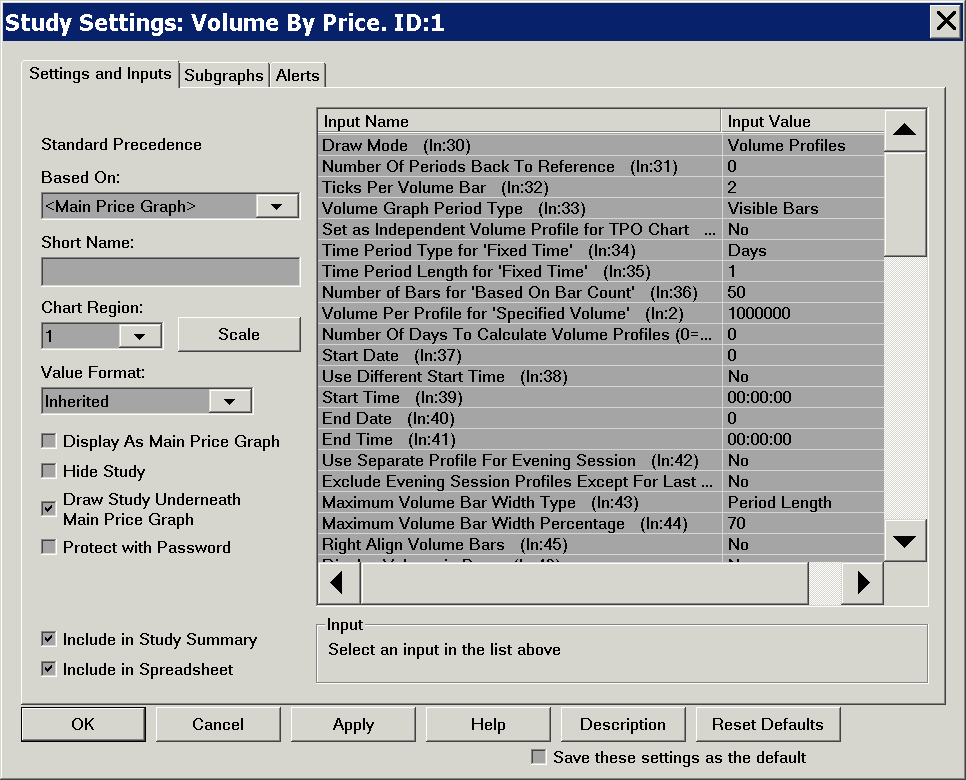 Study Settings: Volume By Price. ID:1
Settings and Inputs
Subgraphs
Alerts
Standard Precedence
Based On:
<Main Price Graph>
Short Name:
Chart Region:
1
Scale
Value Format:
Inherited
Display As Main Price Graph
Hide Study
Draw Study Underneath
Main Price Graph
Protect with Password
Include in Study Summary
Include in Spreadsheet
Input Name Input Value
Draw Mode (In:30) Volume Profiles
Number Of Periods Back To Reference (In:31) 0
Ticks Per Volume Bar (In:32) 2
Volume Graph Period Type (In:33) Visible Bars
Set as Independent Volume Profile for TPO Chart ... No
Time Period Type for 'Fixed Time' (In:34) Days
Time Period Length for 'Fixed Time' (In:35) 1
Number of Bars for 'Based On Bar Count' (In:36) 50
Volume Per Profile for 'Specified Volume' (In:2) 1000000
Number Of Days To Calculate Volume Profiles (0=... 0
Start Date (In:37) 0
Use Different Start Time (In:38) No
Start Time (In:39) 00:00:00
End Date (In:40) 0
End Time (In:41) 00:00:00
Use Separate Profile For Evening Session (In:42) No
Exclude Evening Session Profiles Except For Last ... No
Maximum Volume Bar Width Type (In:43) Period Length
Maximum Volume Bar Width Percentage (In:44) 70
Right Align Volume Bars (In:45) No
Input
Select an input in the list above
OK
Cancel
Apply
Help
Description
Reset Defaults
Save these settings as the default